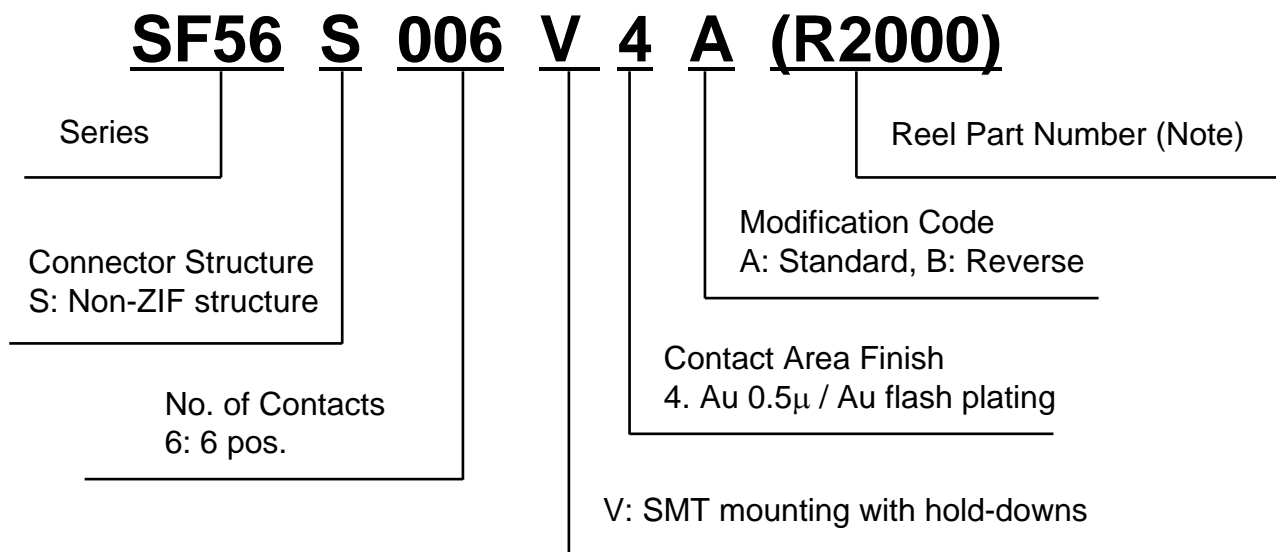 SF56 S 006 V 4 A (R2000)
Series
Reel Part Number (Note)
Modification Code
A: Standard, B: Reverse
Connector Structure
S: Non-ZIF structure
Contact Area Finish
4. Au 0.5μ / Au flash plating
No. of Contacts
6: 6 pos.
V: SMT mounting with hold-downs